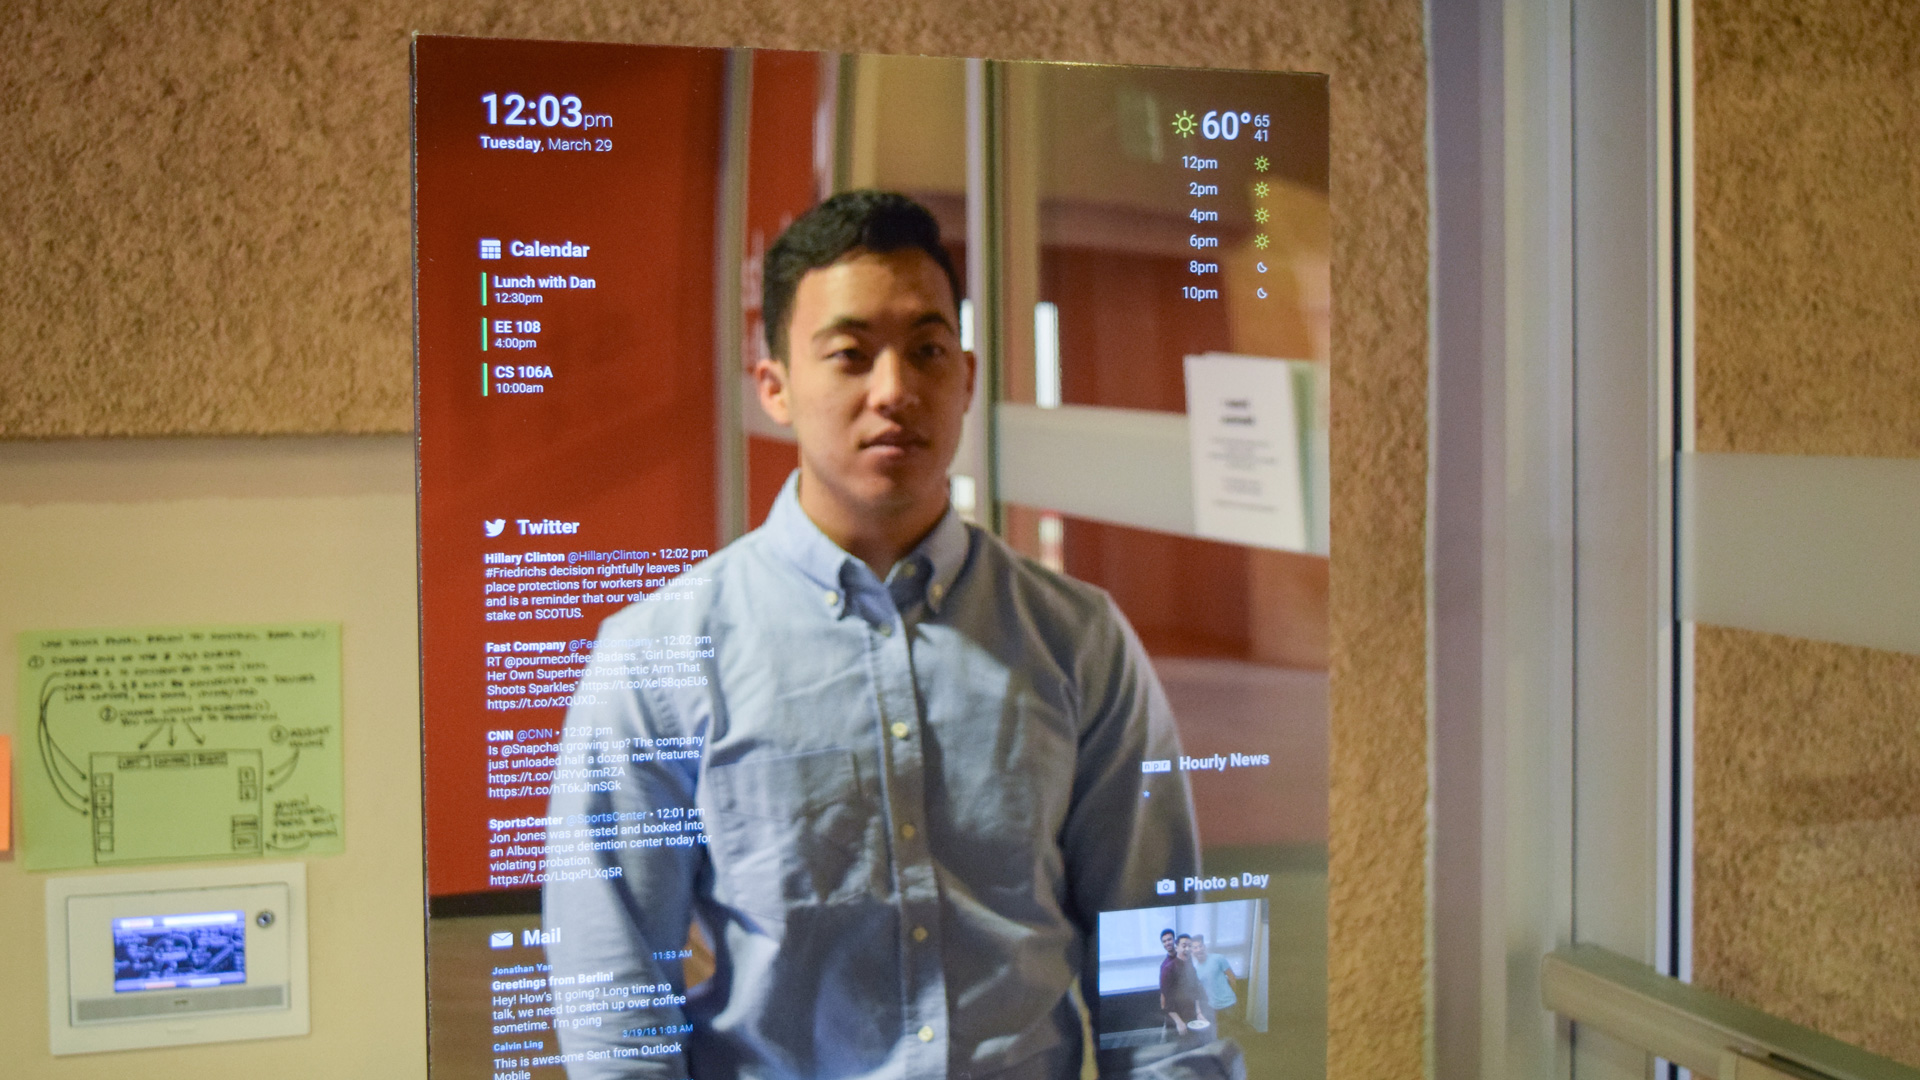 12:03pm
Tuesday, March 29
60° 65
41
12pm
2pm
4pm
6pm
8pm
10pm
Calendar
Lunch with Dan
12:30pm
EE 108
4:00pm
CS 106A
10:00am
Twitter
Hillary Clinton @HillaryClinton • 12:02 pm
#Friedrichs decision rightfully leaves in
place protections for workers and unions—
and is a reminder that our values are at
stake on SCOTUS.
Fast Company @FastCompany • 12:02 pm
RT @pourmecoffee: Badass. "Girl Designed
Her Own Superhero Prosthetic Arm That
Shoots Sparkles" https://t.co/Xel58qoEU6
https://t.co/x2QUXD...
CNN @CNN • 12:02 pm
Is @Snapchat growing up? The company
just unloaded half a dozen new features.
https://t.co/URYv0rmRZA
https://t.co/hT6kJhnSGk
SportsCenter @SportsCenter • 12:01 pm
Jon Jones was arrested and booked into
an Albuquerque detention center today for
violating probation.
https://t.co/LbqxPLXq5R
Mail
11:53 AM
Jonathan Yan
Greetings from Berlin!
Hey! How's it going? Long time no
talk, we need to catch up over coffee
sometime. I'm going
3/19/16 1:03 AM
Calvin Ling
This is awesome Sent from Outlook
Mobile
npr Hourly News
Photo a Day